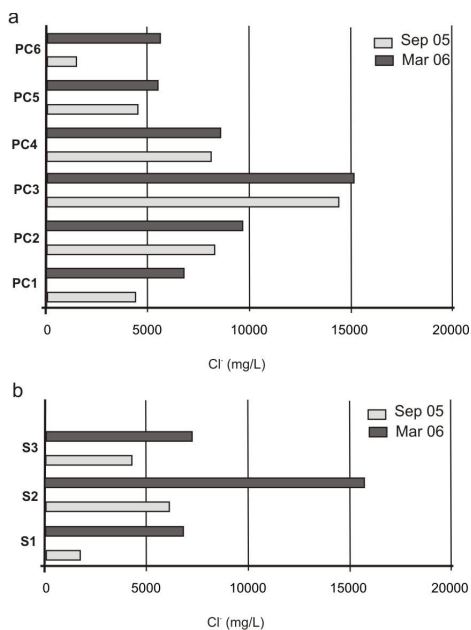 a
Sep 05
Mar 06
PC6
PC5
PC4
PC3
PC2
PC1
0 5000 10000 15000 20000
Cl⁻ (mg/L)
b
Sep 05
Mar 06
S3
S2
S1
0 5000 10000 15000 20000
Cl⁻ (mg/L)